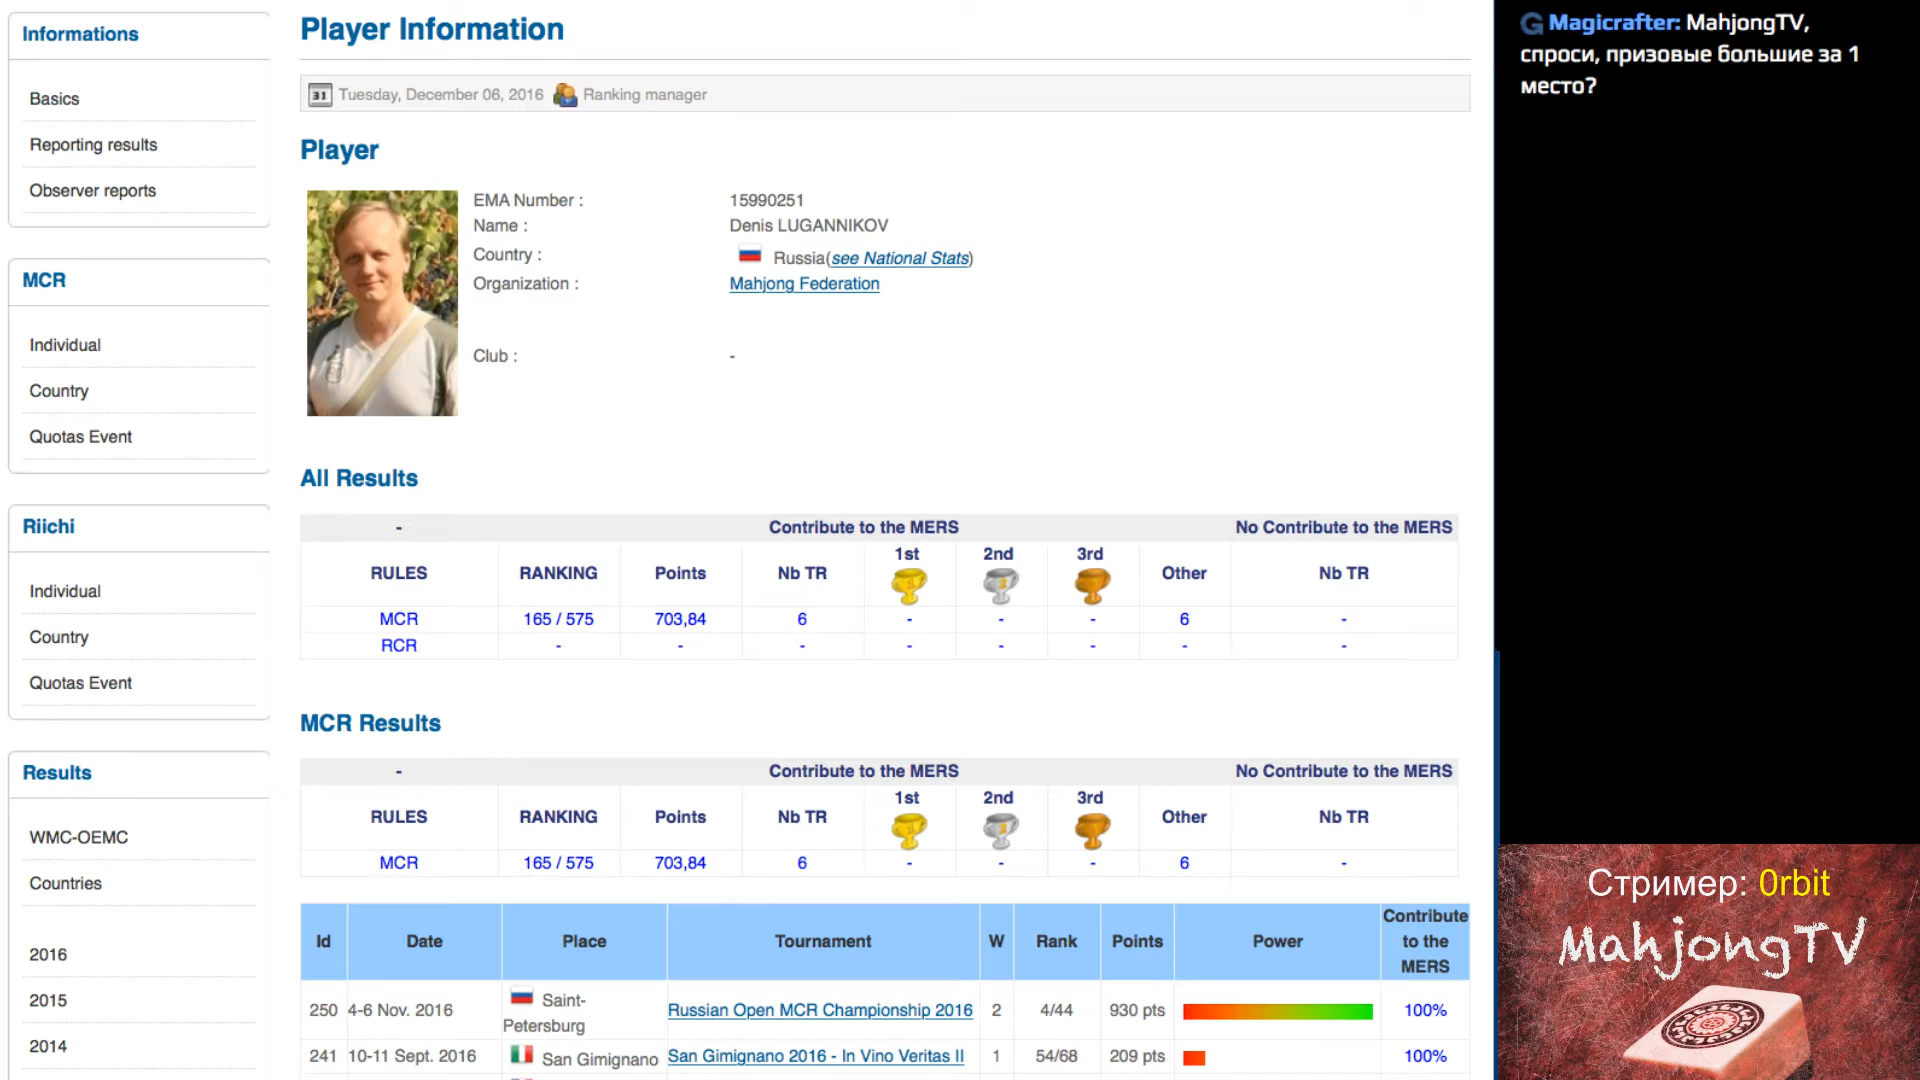 Informations
Basics
Reporting results
Observer reports
MCR
Individual
Country
Quotas Event
Riichi
Individual
Country
Quotas Event
Results
WMC-OEMC
Countries
2016
2015
2014
Player Information
31 Tuesday, December 06, 2016 Ranking manager
Player
EMA Number : 15990251
Name : Denis LUGANNIKOV
Country : Russia(see National Stats)
Organization : Mahjong Federation
Club : -
All Results
- Contribute to the MERS No Contribute to the MERS
RULES RANKING Points Nb TR 1st 2nd 3rd Other Nb TR
MCR 165 / 575 703,84 6 - - - 6 -
RCR - - - - - - - -
MCR Results
- Contribute to the MERS No Contribute to the MERS
RULES RANKING Points Nb TR 1st 2nd 3rd Other Nb TR
MCR 165 / 575 703,84 6 - - - 6 -
Id Date Place Tournament W Rank Points Power Contribute to the MERS
250 4-6 Nov. 2016 Saint-Petersburg Russian Open MCR Championship 2016 2 4/44 930 pts 100%
241 10-11 Sept. 2016 San Gimignano San Gimignano 2016 - In Vino Veritas II 1 54/68 209 pts 100%
Magicrafter: MahjongTV,
спроси, призовые большие за 1
место?
Стример: 0rbit
MahjongTV